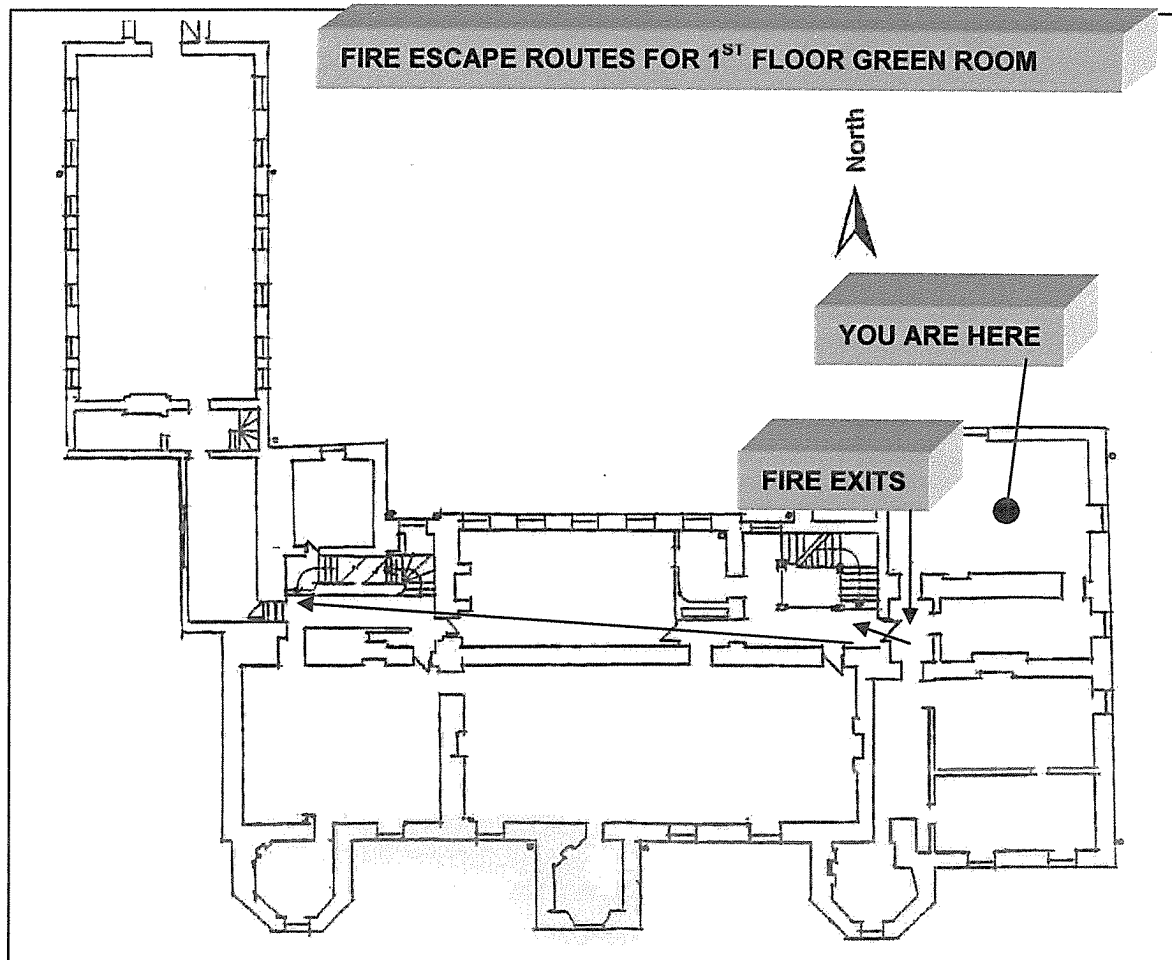 FIRE ESCAPE ROUTES FOR 1ST FLOOR GREEN ROOM
North
YOU ARE HERE
FIRE EXITS